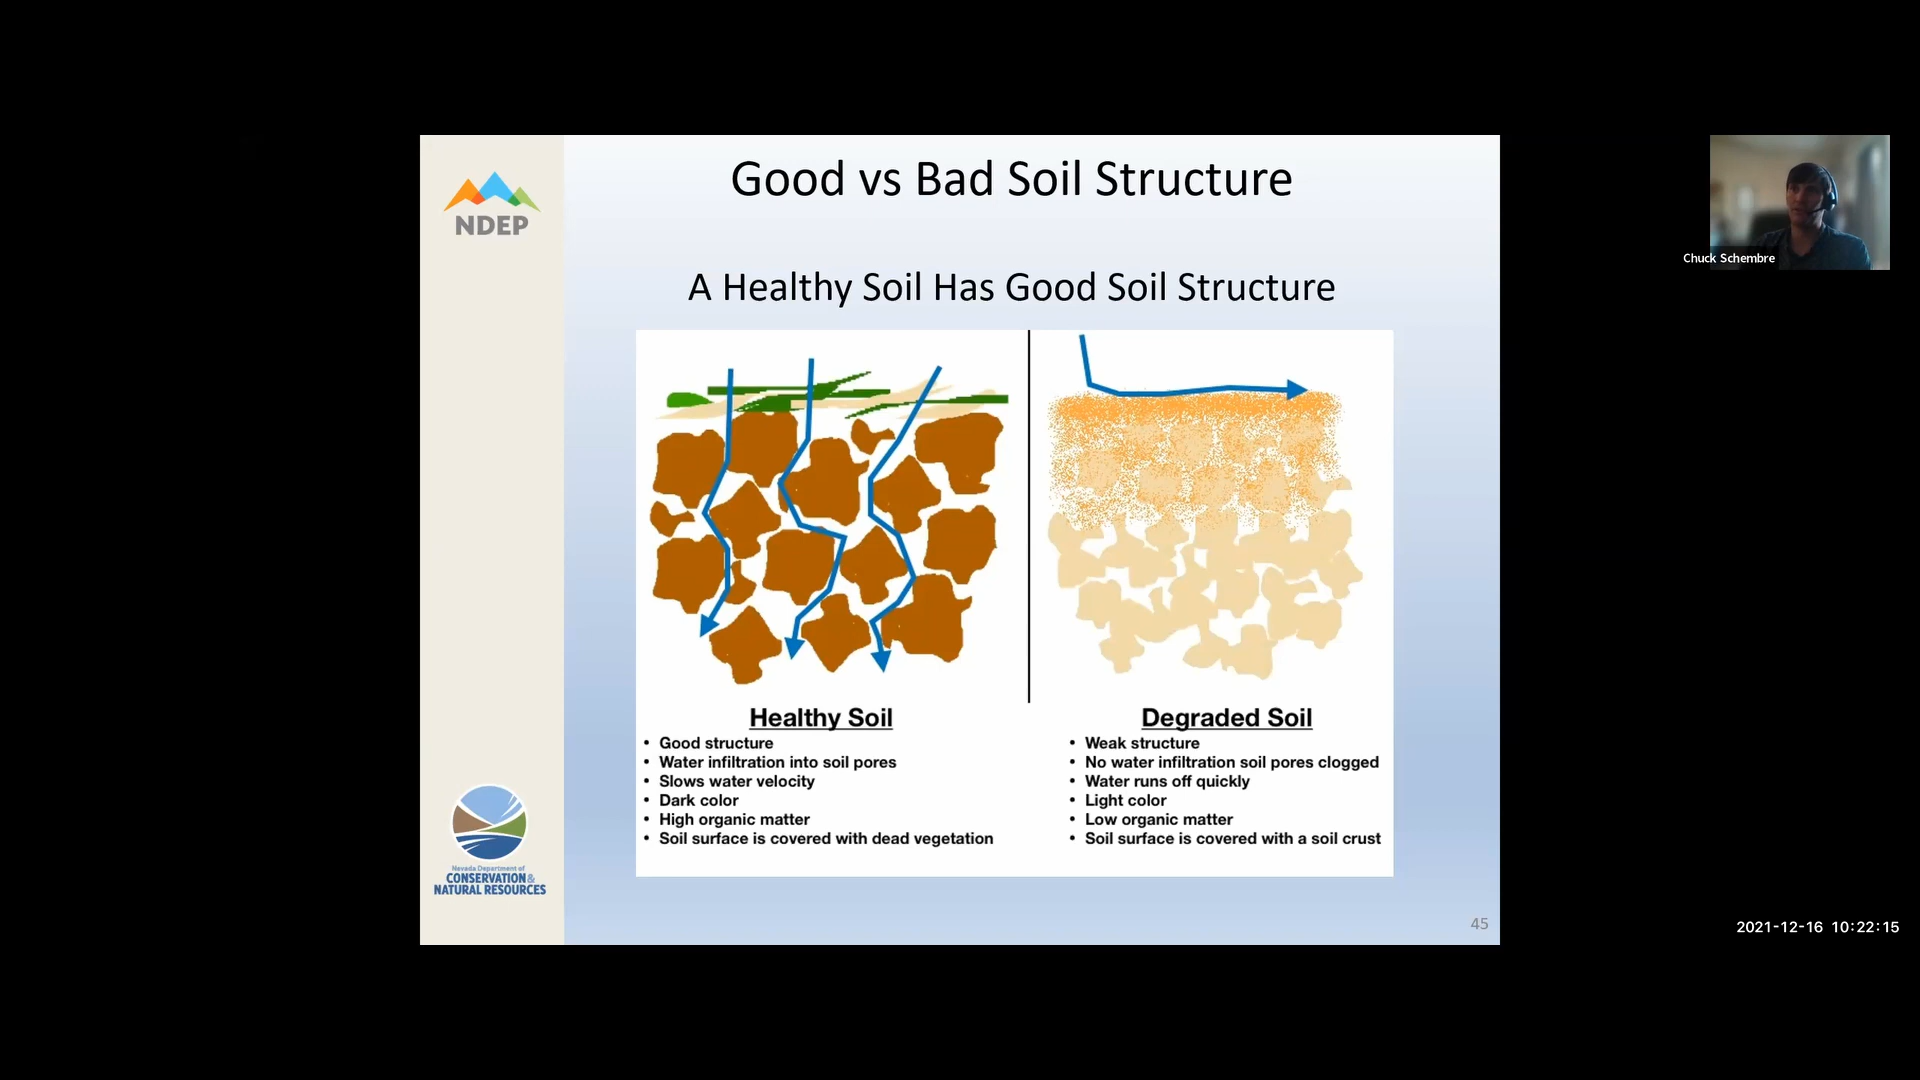 Good vs Bad Soil Structure
A Healthy Soil Has Good Soil Structure
NDEP
Healthy Soil
• Good structure
• Water infiltration into soil pores
• Slows water velocity
• Dark color
• High organic matter
• Soil surface is covered with dead vegetation
Degraded Soil
• Weak structure
• No water infiltration soil pores clogged
• Water runs off quickly
• Light color
• Low organic matter
• Soil surface is covered with a soil crust
Nevada Department of
CONSERVATION &
NATURAL RESOURCES
45
Chuck Schembre
2021-12-16 10:22:15